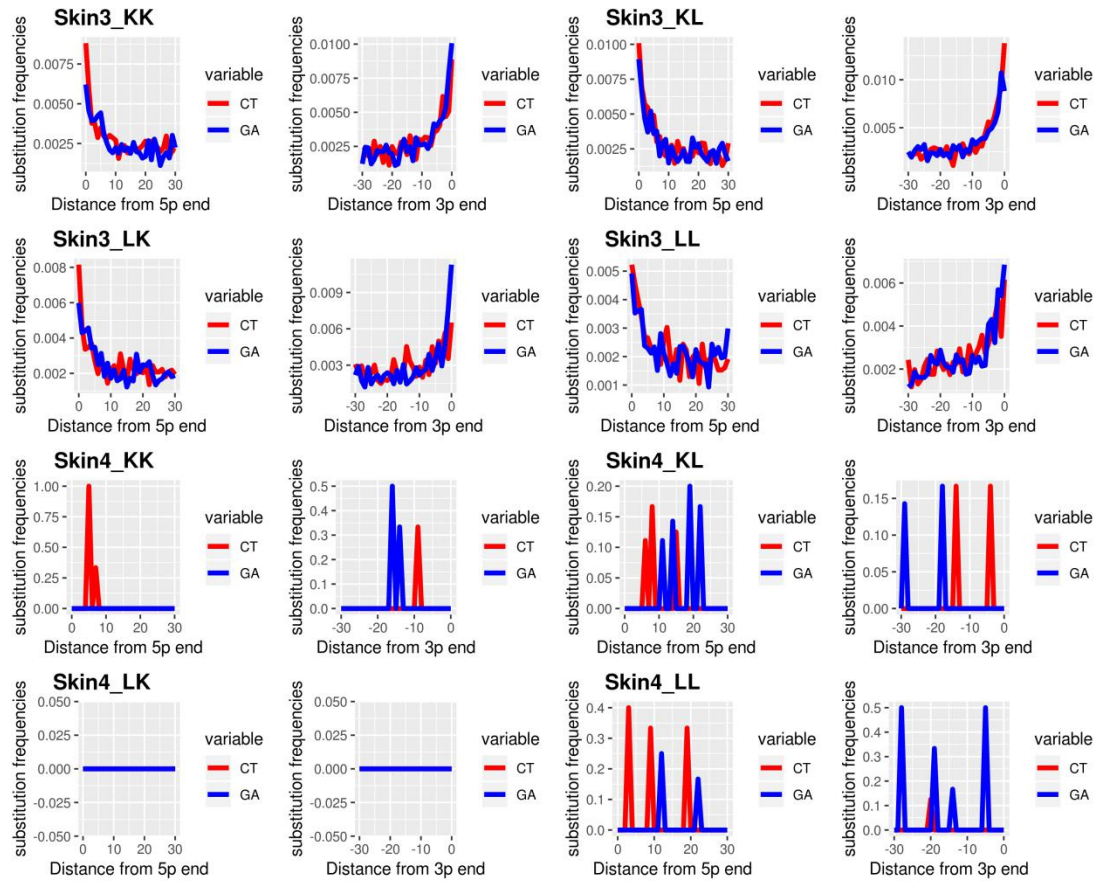 Skin3_KK
substitution frequencies
0.0075
0.0050
0.0025
0 10 20 30
Distance from 5p end
variable
CT
GA
substitution frequencies
0.0100
0.0075
0.0050
0.0025
-30 -20 -10 0
Distance from 3p end
variable
CT
GA
Skin3_KL
substitution frequencies
0.0100
0.0075
0.0050
0.0025
0 10 20 30
Distance from 5p end
variable
CT
GA
substitution frequencies
0.010
0.005
-30 -20 -10 0
Distance from 3p end
variable
CT
GA
Skin3_LK
substitution frequencies
0.008
0.006
0.004
0.002
0 10 20 30
Distance from 5p end
variable
CT
GA
substitution frequencies
0.009
0.006
0.003
-30 -20 -10 0
Distance from 3p end
variable
CT
GA
Skin3_LL
substitution frequencies
0.005
0.004
0.003
0.002
0.001
0 10 20 30
Distance from 5p end
variable
CT
GA
substitution frequencies
0.006
0.004
0.002
-30 -20 -10 0
Distance from 3p end
variable
CT
GA
Skin4_KK
substitution frequencies
1.00
0.75
0.50
0.25
0.00
0 10 20 30
Distance from 5p end
variable
CT
GA
substitution frequencies
0.5
0.4
0.3
0.2
0.1
0.0
-30 -20 -10 0
Distance from 3p end
variable
CT
GA
Skin4_KL
substitution frequencies
0.20
0.15
0.10
0.05
0.00
0 10 20 30
Distance from 5p end
variable
CT
GA
substitution frequencies
0.15
0.10
0.05
0.00
-30 -20 -10 0
Distance from 3p end
variable
CT
GA
Skin4_LK
substitution frequencies
0.050
0.025
0.000
-0.025
-0.050
0 10 20 30
Distance from 5p end
variable
CT
GA
substitution frequencies
0.050
0.025
0.000
-0.025
-0.050
-30 -20 -10 0
Distance from 3p end
variable
CT
GA
Skin4_LL
substitution frequencies
0.4
0.3
0.2
0.1
0.0
0 10 20 30
Distance from 5p end
variable
CT
GA
substitution frequencies
0.5
0.4
0.3
0.2
0.1
0.0
-30 -20 -10 0
Distance from 3p end
variable
CT
GA